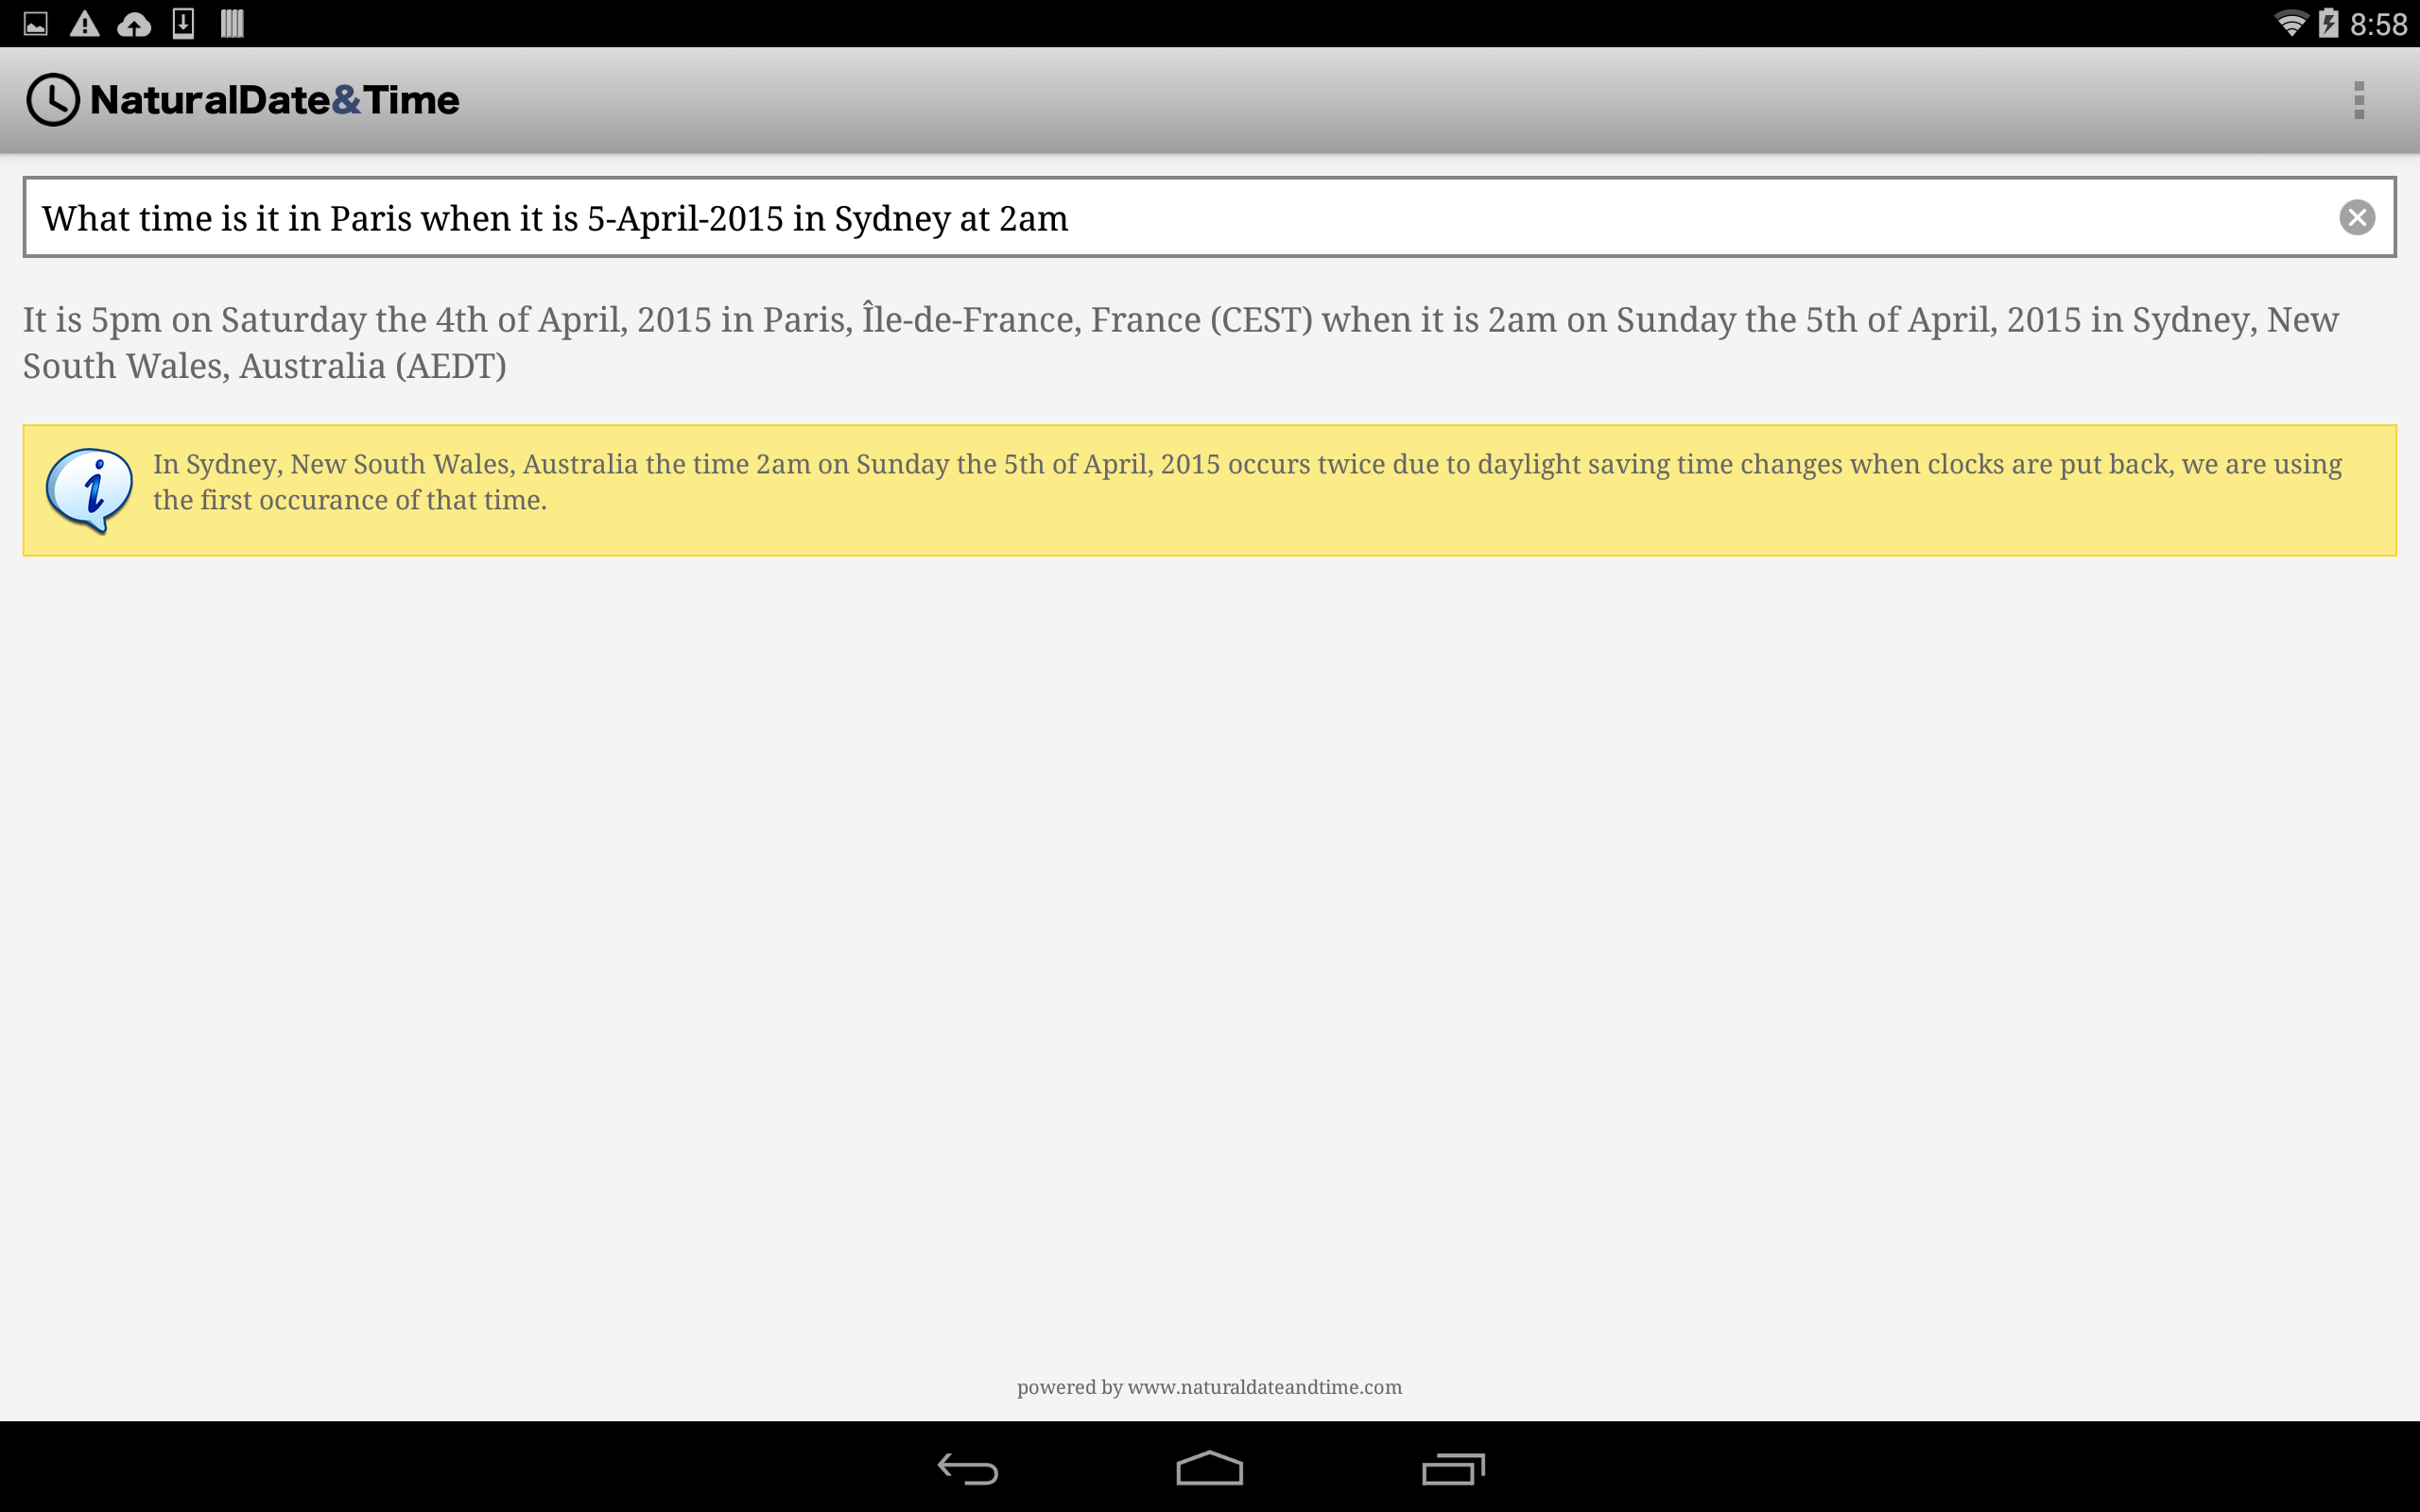 8:58
NaturalDate&Time
What time is it in Paris when it is 5-April-2015 in Sydney at 2am
It is 5pm on Saturday the 4th of April, 2015 in Paris, Île-de-France, France (CEST) when it is 2am on Sunday the 5th of April, 2015 in Sydney, New
South Wales, Australia (AEDT)
In Sydney, New South Wales, Australia the time 2am on Sunday the 5th of April, 2015 occurs twice due to daylight saving time changes when clocks are put back, we are using
the first occurance of that time.
powered by www.naturaldateandtime.com